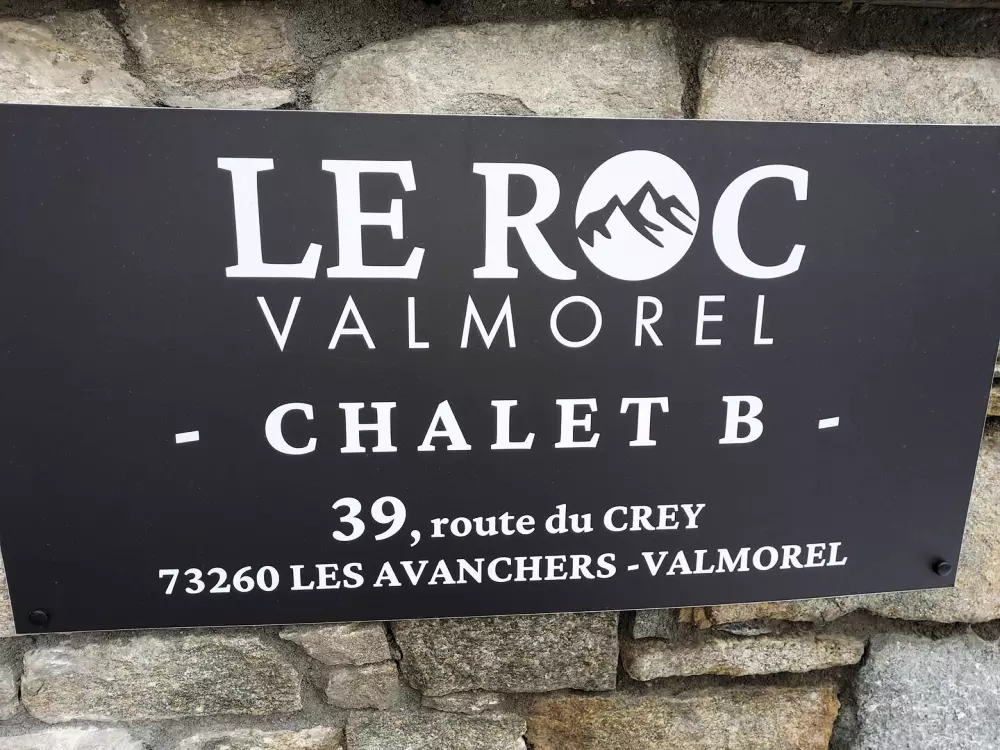 LE ROC
VALMOREL
- CHALET B -
39, route du CREY
73260 LES AVANCHERS -VALMOREL